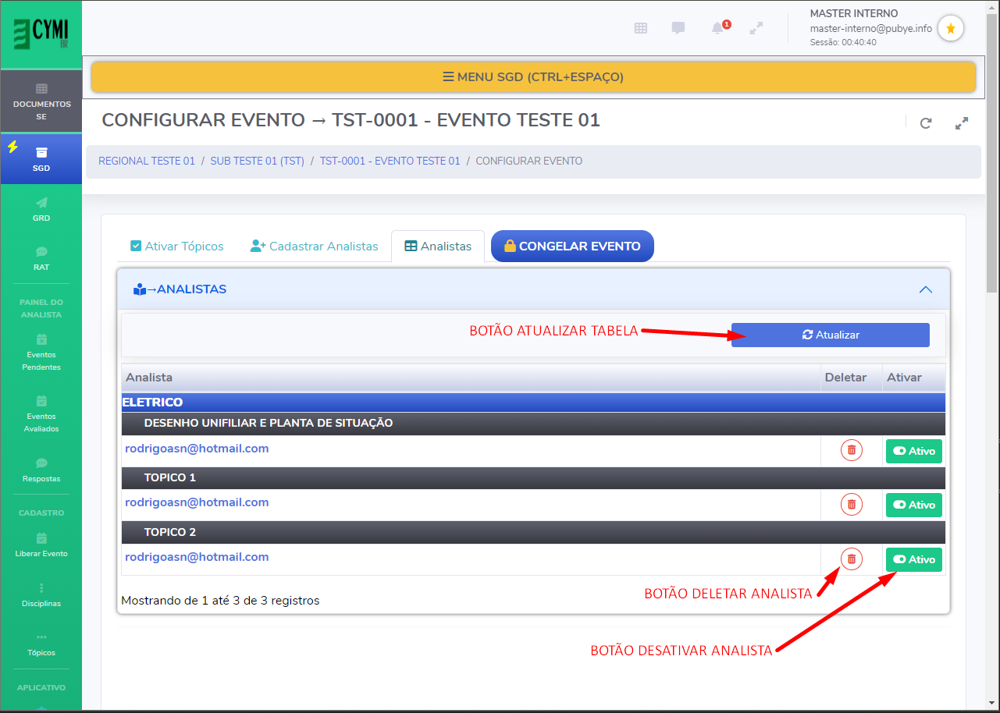 CYMI
BR
1
MASTER INTERNO
master-interno@pubye.info
Sessão: 00:40:40
MENU SGD (CTRL+ESPAÇO)
DOCUMENTOS
SE
SGD
GRD
RAT
PAINEL DO
ANALISTA
Eventos
Pendentes
Eventos
Avaliados
Respostas
CADASTRO
Liberar Evento
Disciplinas
Tópicos
APLICATIVO
CONFIGURAR EVENTO → TST-0001 - EVENTO TESTE 01
REGIONAL TESTE 01 / SUB TESTE 01 (TST) / TST-0001 - EVENTO TESTE 01 / CONFIGURAR EVENTO
Ativar Tópicos Cadastrar Analistas Analistas CONGELAR EVENTO
→ANALISTAS
BOTÃO ATUALIZAR TABELA Atualizar
Analista Deletar Ativar
ELETRICO
DESENHO UNIFILIAR E PLANTA DE SITUAÇÃO
rodrigoasn@hotmail.com Ativo
TOPICO 1
rodrigoasn@hotmail.com Ativo
TOPICO 2
rodrigoasn@hotmail.com Ativo
BOTÃO DELETAR ANALISTA
Mostrando de 1 até 3 de 3 registros
BOTÃO DESATIVAR ANALISTA